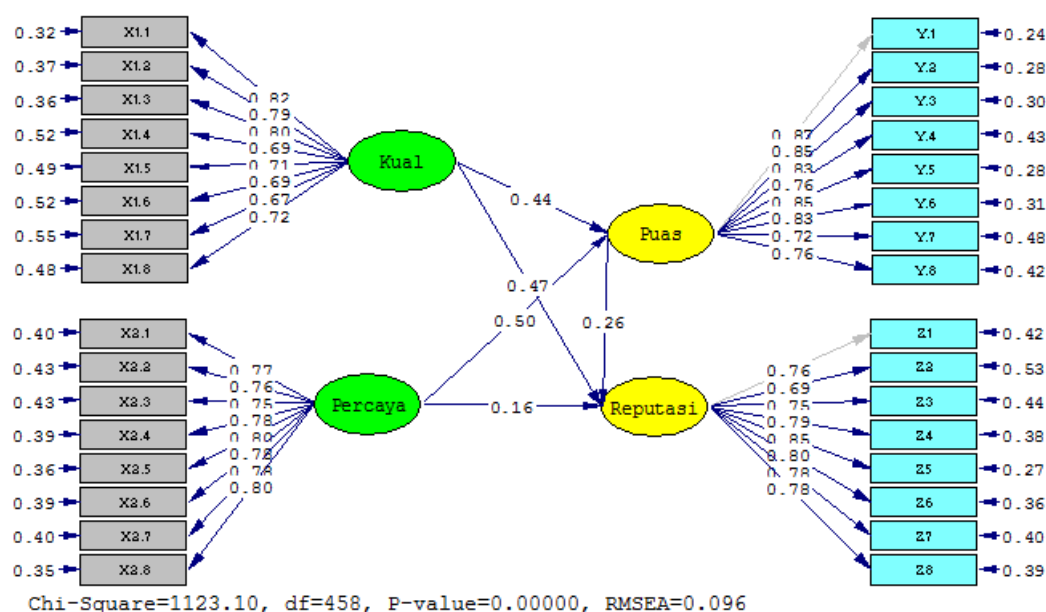 0.32 X1.1
0.37 X1.2
0.36 X1.3
0.52 X1.4
0.49 X1.5
0.52 X1.6
0.55 X1.7
0.48 X1.8
0.82
0.79
0.80
0.69
0.71
0.69
0.67
0.72
Kual
0.40 X2.1
0.43 X2.2
0.43 X2.3
0.39 X2.4
0.36 X2.5
0.39 X2.6
0.40 X2.7
0.35 X2.8
0.77
0.76
0.75
0.78
0.80
0.78
0.78
0.80
Percaya
0.44
0.47
0.50
0.26
0.16
Puas
Reputasi
0.87
0.85
0.83
0.76
0.85
0.83
0.72
0.76
Y.1 0.24
Y.2 0.28
Y.3 0.30
Y.4 0.43
Y.5 0.28
Y.6 0.31
Y.7 0.48
Y.8 0.42
0.76
0.69
0.75
0.79
0.85
0.80
0.78
0.78
Z1 0.42
Z2 0.53
Z3 0.44
Z4 0.38
Z5 0.27
Z6 0.36
Z7 0.40
Z8 0.39
Chi-Square=1123.10, df=458, P-value=0.00000, RMSEA=0.096